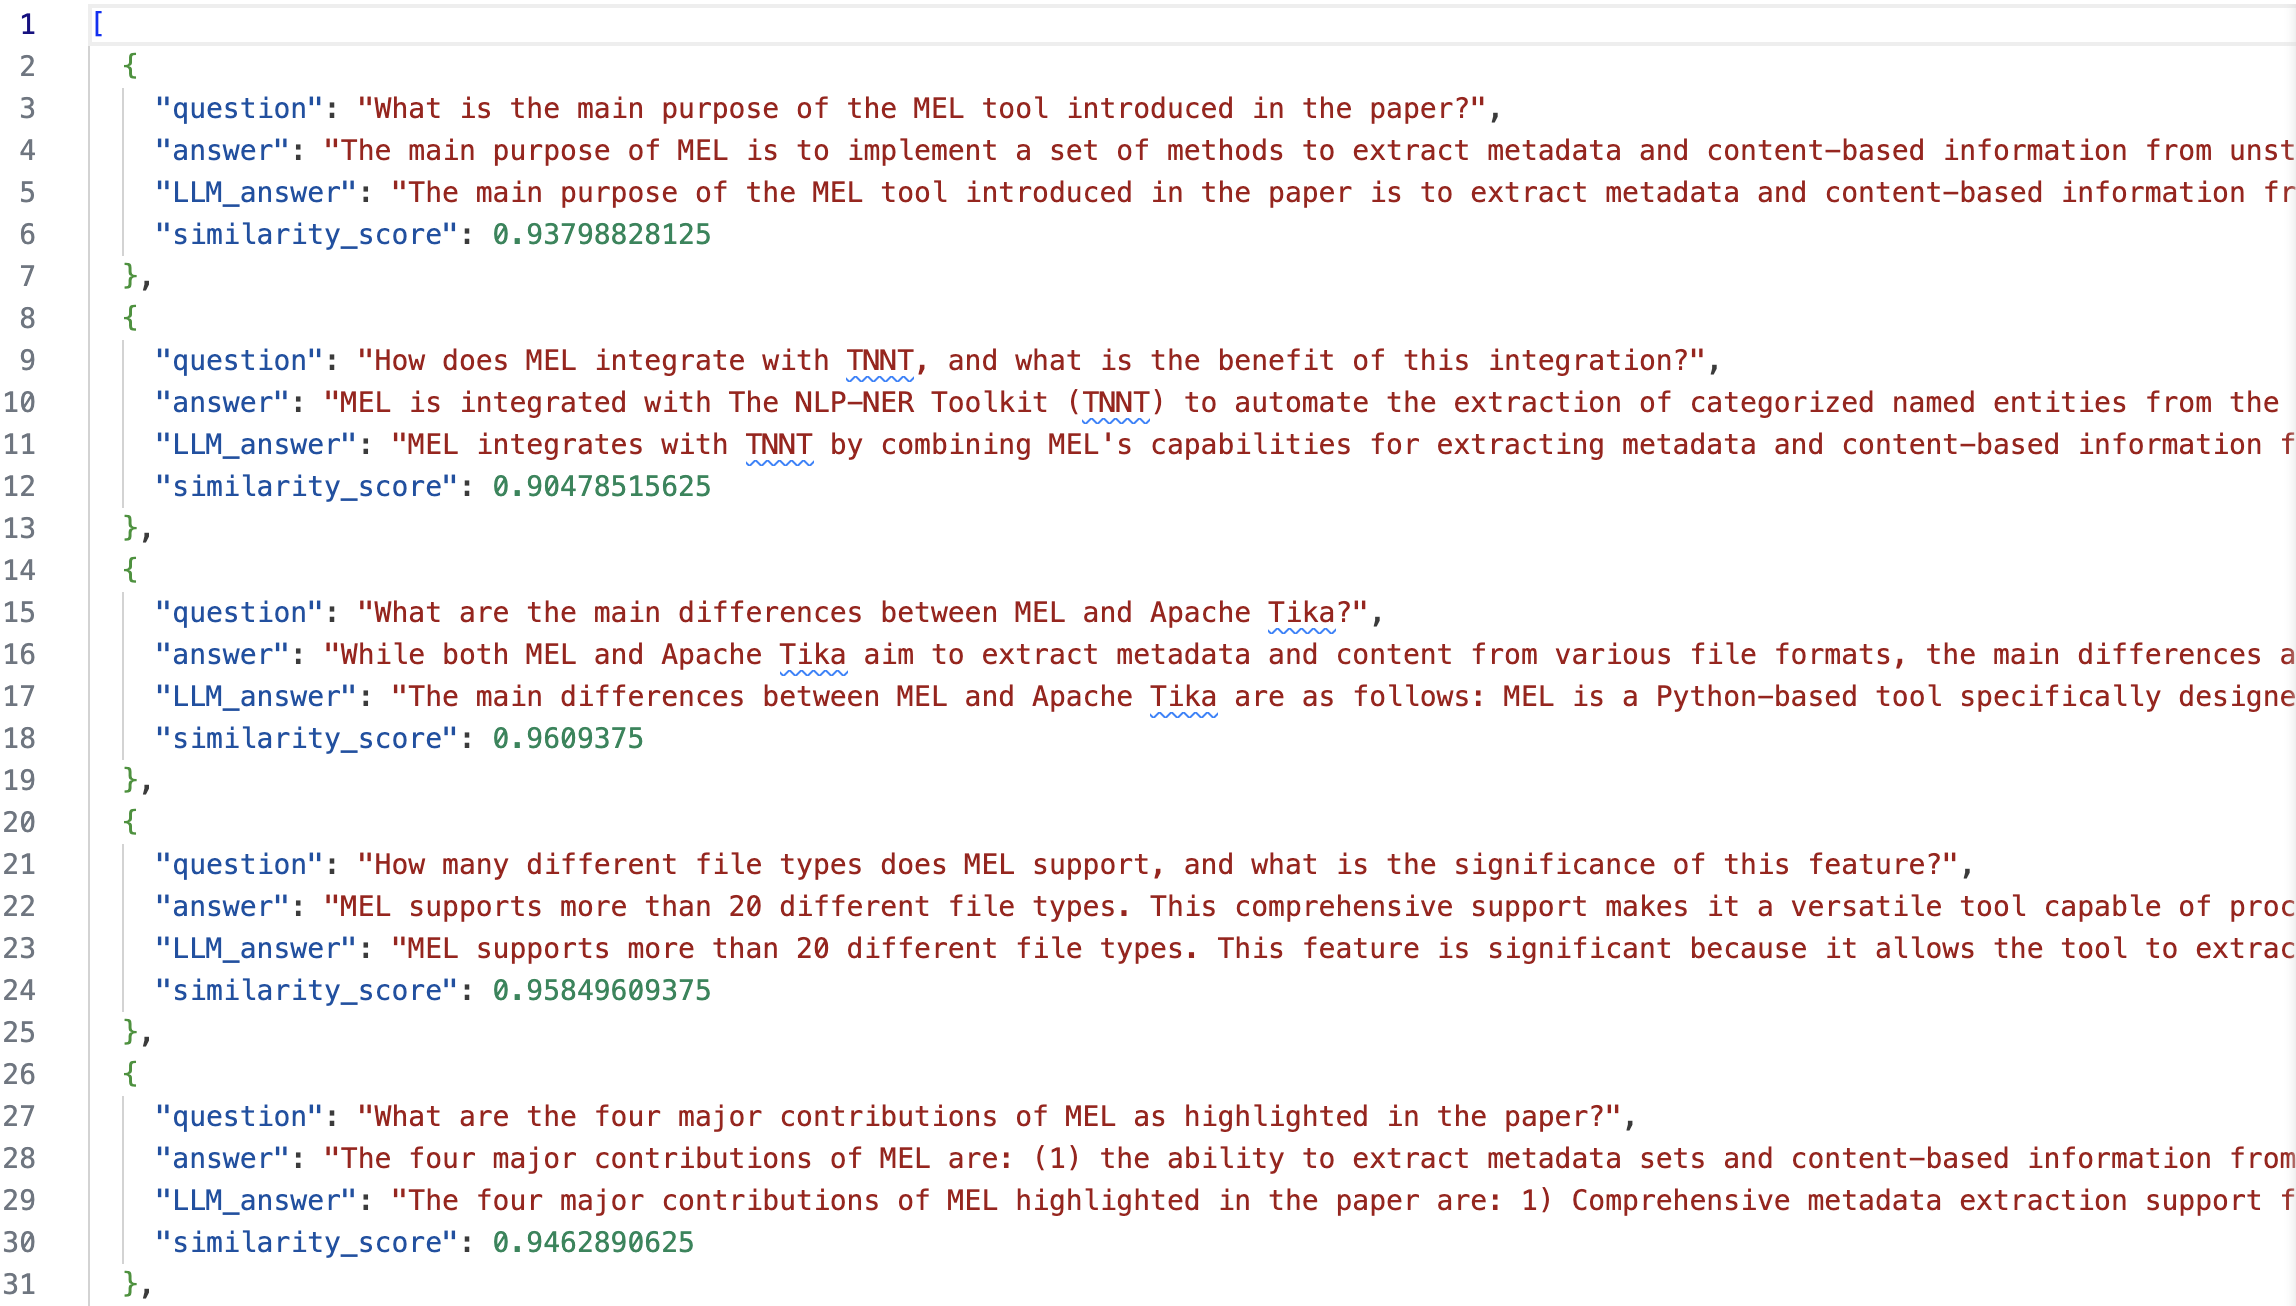 1 [
2 {
3 "question": "What is the main purpose of the MEL tool introduced in the paper?",
4 "answer": "The main purpose of MEL is to implement a set of methods to extract metadata and content-based information from unst
5 "LLM_answer": "The main purpose of the MEL tool introduced in the paper is to extract metadata and content-based information fr
6 "similarity_score": 0.93798828125
7 },
8 {
9 "question": "How does MEL integrate with TNNT, and what is the benefit of this integration?",
10 "answer": "MEL is integrated with The NLP-NER Toolkit (TNNT) to automate the extraction of categorized named entities from the
11 "LLM_answer": "MEL integrates with TNNT by combining MEL's capabilities for extracting metadata and content-based information f
12 "similarity_score": 0.90478515625
13 },
14 {
15 "question": "What are the main differences between MEL and Apache Tika?",
16 "answer": "While both MEL and Apache Tika aim to extract metadata and content from various file formats, the main differences a
17 "LLM_answer": "The main differences between MEL and Apache Tika are as follows: MEL is a Python-based tool specifically designe
18 "similarity_score": 0.9609375
19 },
20 {
21 "question": "How many different file types does MEL support, and what is the significance of this feature?",
22 "answer": "MEL supports more than 20 different file types. This comprehensive support makes it a versatile tool capable of proc
23 "LLM_answer": "MEL supports more than 20 different file types. This feature is significant because it allows the tool to extrac
24 "similarity_score": 0.95849609375
25 },
26 {
27 "question": "What are the four major contributions of MEL as highlighted in the paper?",
28 "answer": "The four major contributions of MEL are: (1) the ability to extract metadata sets and content-based information from
29 "LLM_answer": "The four major contributions of MEL highlighted in the paper are: 1) Comprehensive metadata extraction support f
30 "similarity_score": 0.9462890625
31 },